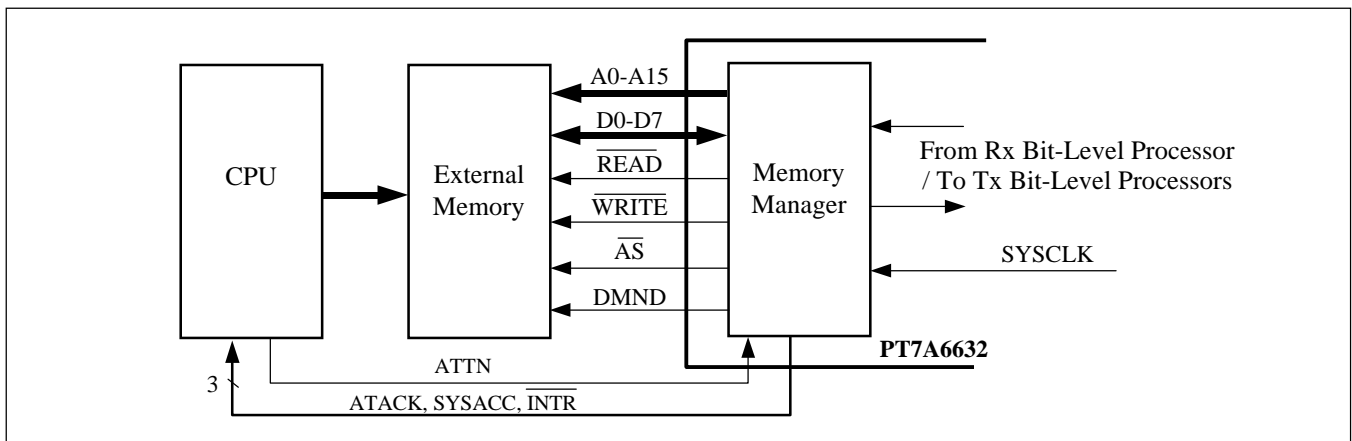 CPU
External
Memory
A0-A15
D0-D7
READ
WRITE
AS
DMND
Memory
Manager
From Rx Bit-Level Processor
/ To Tx Bit-Level Processors
SYSCLK
PT7A6632
ATTN
3
ATACK, SYSACC, INTR